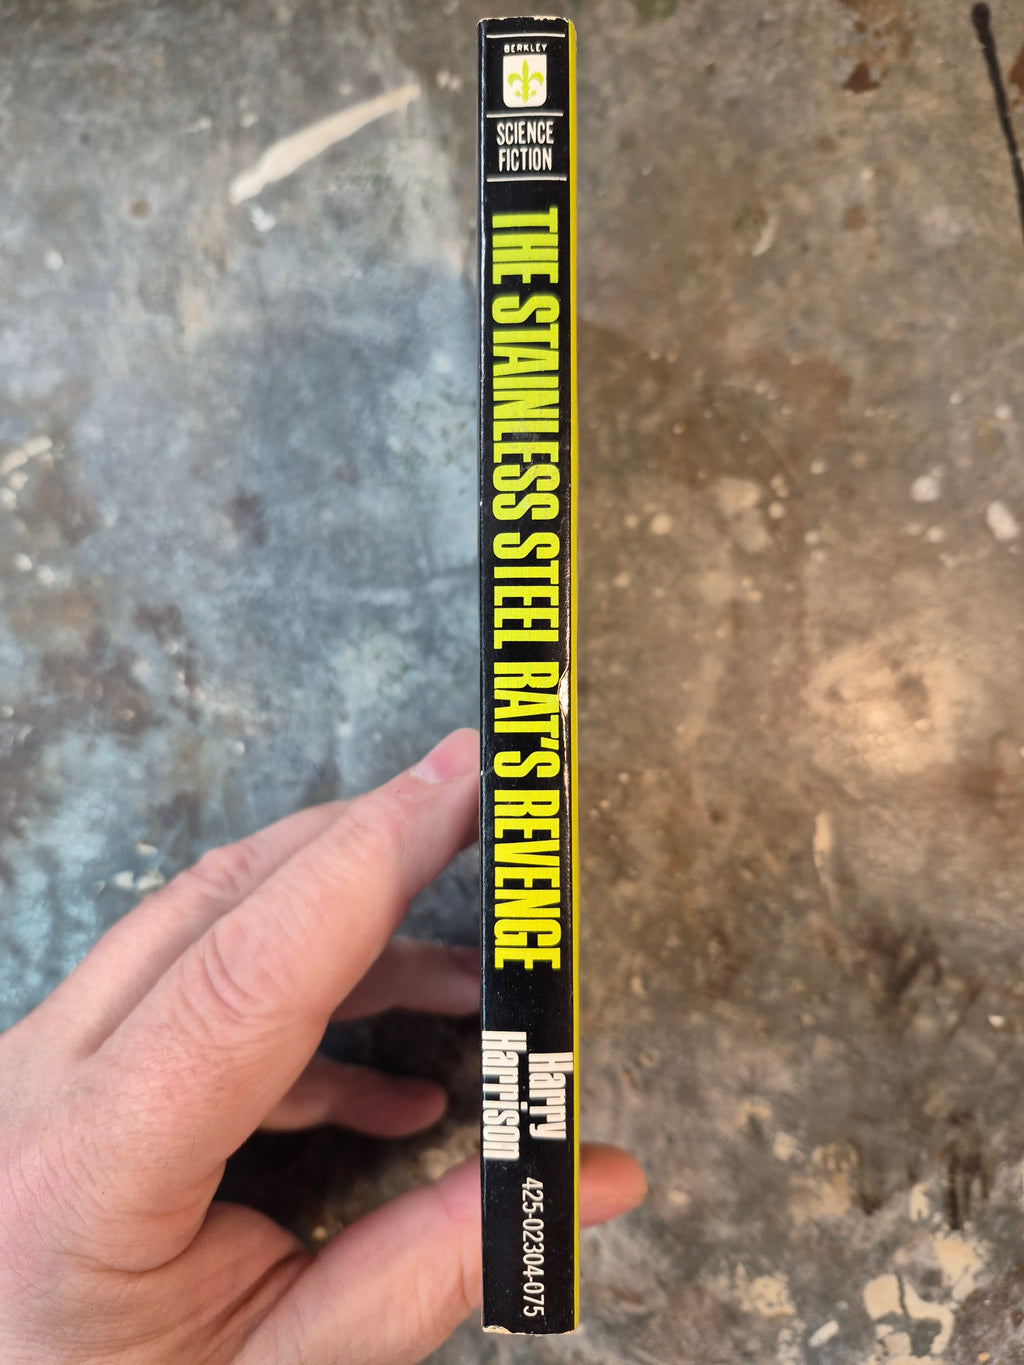 BERKLEY
SCIENCE
FICTION
THE STAINLESS STEEL RAT'S REVENGE
Harry
Harrison
425-02304-075